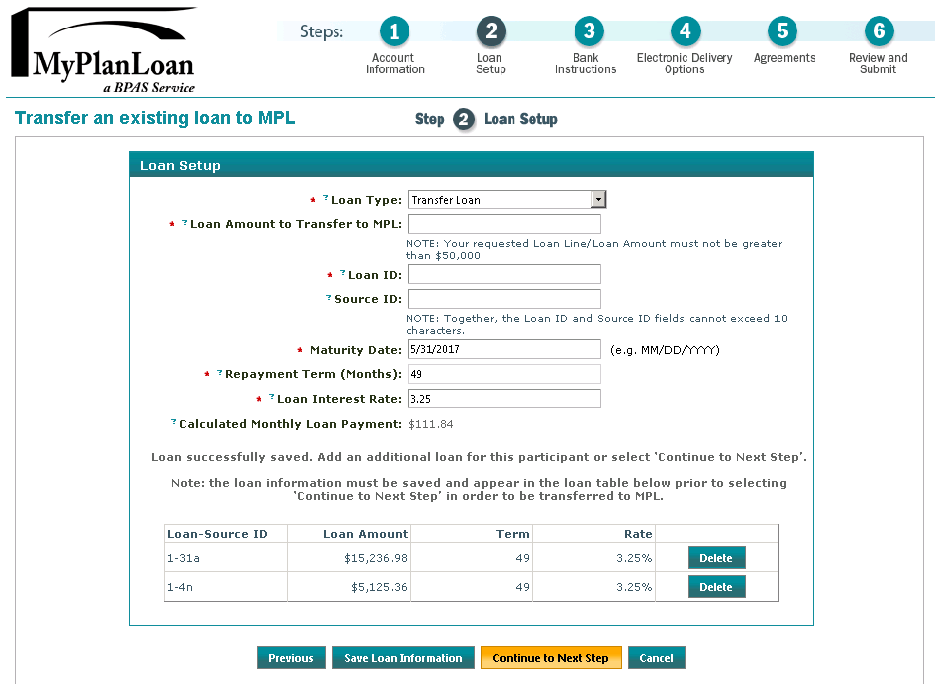 MyPlanLoan
a BPAS Service
Steps:
1 2 3 4 5 6
Account Information
Loan Setup
Bank Instructions
Electronic Delivery Options
Agreements
Review and Submit
Transfer an existing loan to MPL
Step 2 Loan Setup
Loan Setup
* ? Loan Type: Transfer Loan
* ? Loan Amount to Transfer to MPL:
NOTE: Your requested Loan Line/Loan Amount must not be greater
than $50,000
* ? Loan ID:
? Source ID:
NOTE: Together, the Loan ID and Source ID fields cannot exceed 10
characters.
* Maturity Date: 5/31/2017 (e.g. MM/DD/YYYY)
* ? Repayment Term (Months): 49
* ? Loan Interest Rate: 3.25
? Calculated Monthly Loan Payment: $111.84
Loan successfully saved. Add an additional loan for this participant or select 'Continue to Next Step'.
Note: the loan information must be saved and appear in the loan table below prior to selecting
'Continue to Next Step' in order to be transferred to MPL.
Loan-Source ID Loan Amount Term Rate
1-31a $15,236.98 49 3.25% Delete
1-4n $5,125.36 49 3.25% Delete
Previous Save Loan Information Continue to Next Step Cancel